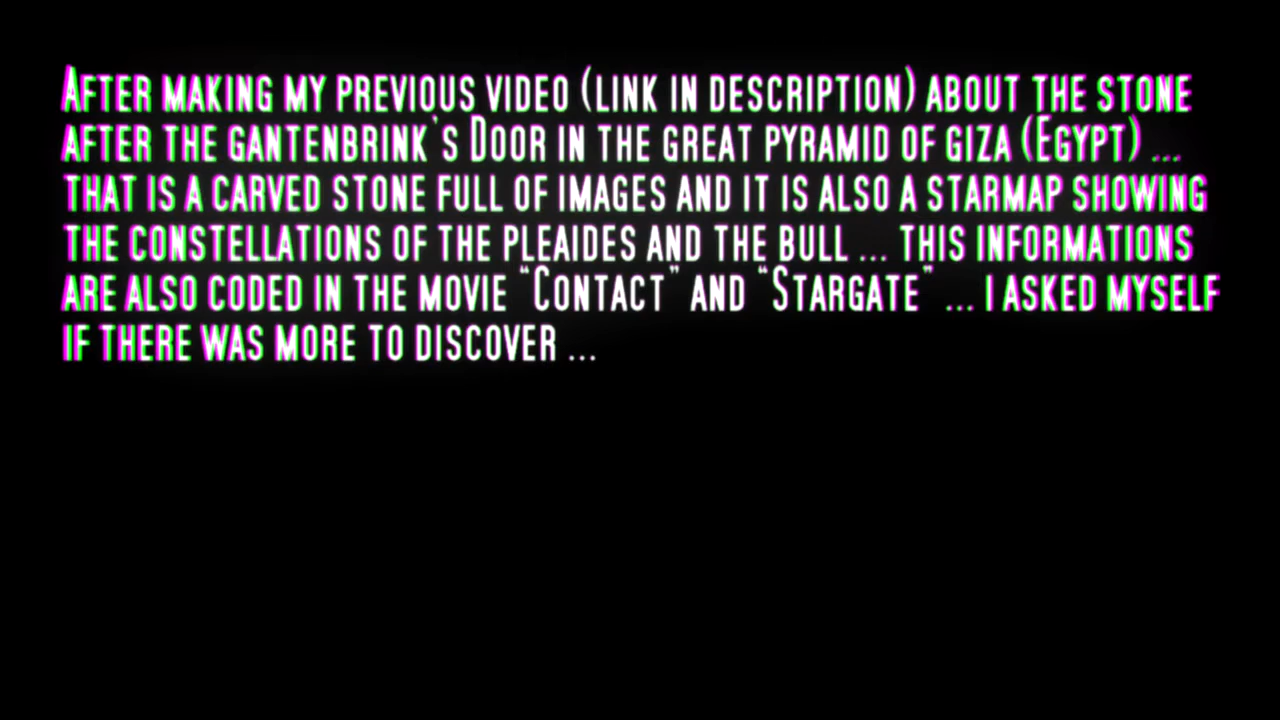 After making my previous video (link in description) about the stone
after the gantenbrink's Door in the great pyramid of giza (Egypt) ...
that is a carved stone full of images and it is also a starmap showing
the constellations of the Pleaides and the bull ... this informations
are also coded in the movie “Contact” and “Stargate” ... i asked myself
if there was more to discover ...